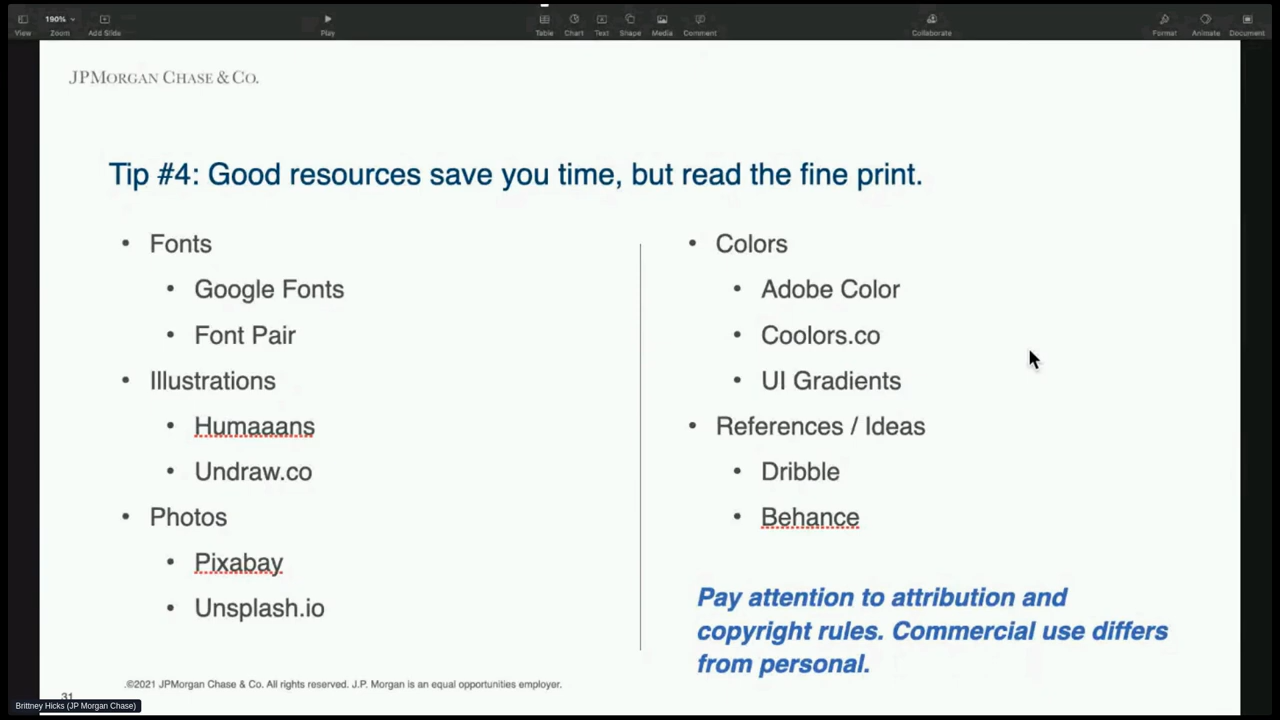 190%
View
Zoom
Add Slide
Play
Table
Chart
Text
Shape
Media
Comment
Collaborate
Format
Animate
Document
JPMORGAN CHASE & CO.
Tip #4: Good resources save you time, but read the fine print.
• Fonts
• Google Fonts
• Font Pair
• Illustrations
• Humaaans
• Undraw.co
• Photos
• Pixabay
• Unsplash.io
• Colors
• Adobe Color
• Coolors.co
• UI Gradients
• References / Ideas
• Dribble
• Behance
Pay attention to attribution and
copyright rules. Commercial use differs
from personal.
.©2021 JPMorgan Chase & Co. All rights reserved. J.P. Morgan is an equal opportunities employer.
31
Brittney Hicks (JP Morgan Chase)